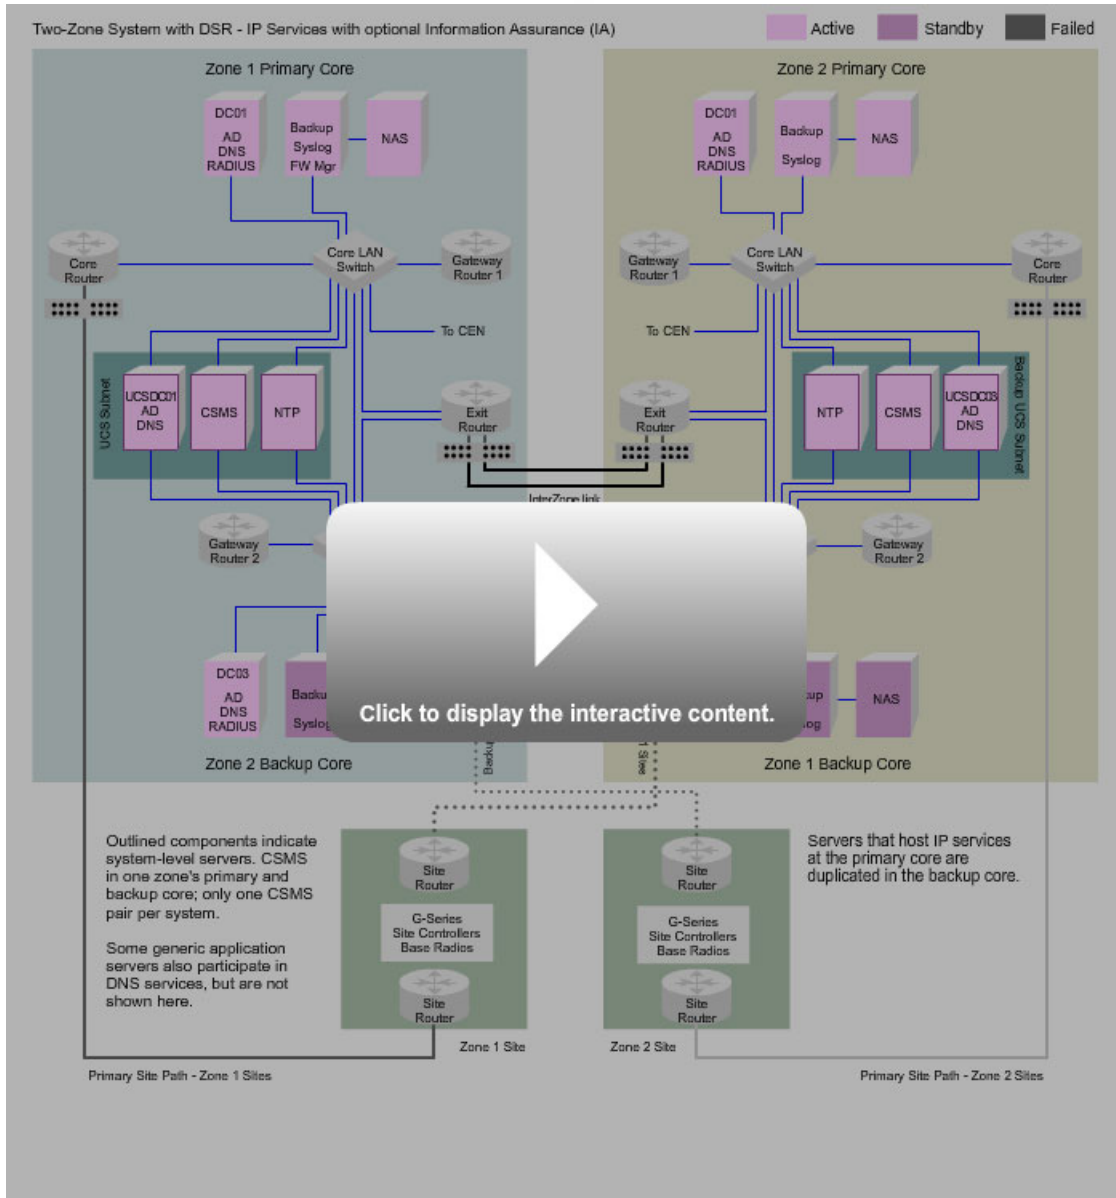 Two-Zone System with DSR - IP Services with optional Information Assurance (IA)
Active
Standby
Failed
Zone 1 Primary Core
DC01
AD
DNS
RADIUS
Backup
Syslog
FW Mgr
NAS
Core
Router
Core LAN
Switch
Gateway
Router 1
To CEN
UCS Subnet
UCSDC01
AD
DNS
CSMS
NTP
Exit
Router
Gateway
Router 2
DC03
AD
DNS
RADIUS
Syslog
Zone 2 Backup Core
Zone 2 Primary Core
DC01
AD
DNS
RADIUS
Backup
Syslog
NAS
Gateway
Router 1
Core LAN
Switch
Core
Router
To CEN
Exit
Router
NTP
CSMS
UCSDC03
AD
DNS
Backup UCS Subnet
InterZone link
Gateway
Router 2
NAS
Zone 1 Backup Core
Click to display the interactive content.
Sites
Outlined components indicate
system-level servers. CSMS
in one zone's primary and
backup core; only one CSMS
pair per system.
Some generic application
servers also participate in
DNS services, but are not
shown here.
Site
Router
G-Series
Site Controllers
Base Radios
Site
Router
Zone 1 Site
Site
Router
G-Series
Site Controllers
Base Radios
Site
Router
Zone 2 Site
Servers that host IP services
at the primary core are
duplicated in the backup core.
Primary Site Path - Zone 1 Sites
Primary Site Path - Zone 2 Sites